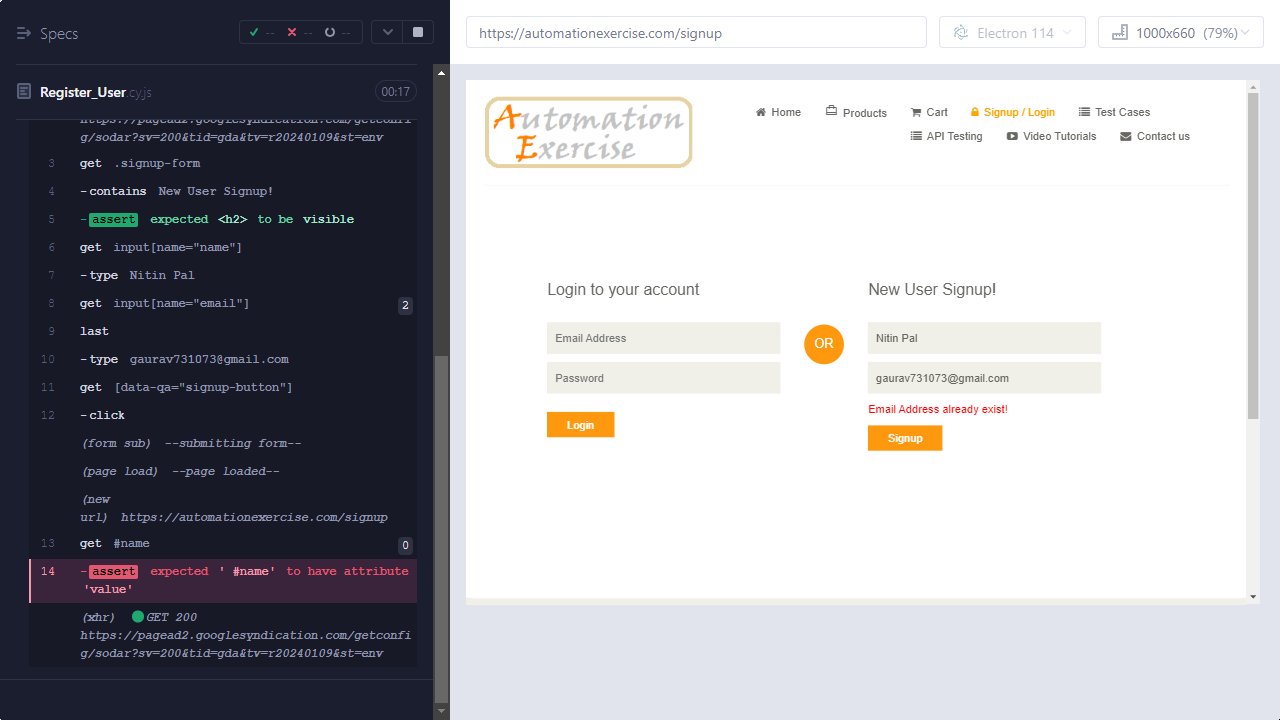 Specs
-- -- --
Register_User.cy.js 00:17
https://pagead2.googlesyndication.com/getconfi
g/sodar?sv=200&tid=gda&tv=r20240109&st=env
3 get .signup-form
4 -contains New User Signup!
5 -assert expected <h2> to be visible
6 get input[name="name"]
7 -type Nitin Pal
8 get input[name="email"] 2
9 last
10 -type gaurav731073@gmail.com
11 get [data-qa="signup-button"]
12 -click
(form sub) --submitting form--
(page load) --page loaded--
(new
url) https://automationexercise.com/signup
13 get #name 0
14 -assert expected ' #name' to have attribute
'value'
(xhr) GET 200
https://pagead2.googlesyndication.com/getconfi
g/sodar?sv=200&tid=gda&tv=r20240109&st=env
https://automationexercise.com/signup
Electron 114
1000x660 (79%)
Automation
Exercise
Home Products Cart Signup / Login Test Cases
API Testing Video Tutorials Contact us
Login to your account
Email Address
Password
Login
OR
New User Signup!
Nitin Pal
gaurav731073@gmail.com
Email Address already exist!
Signup